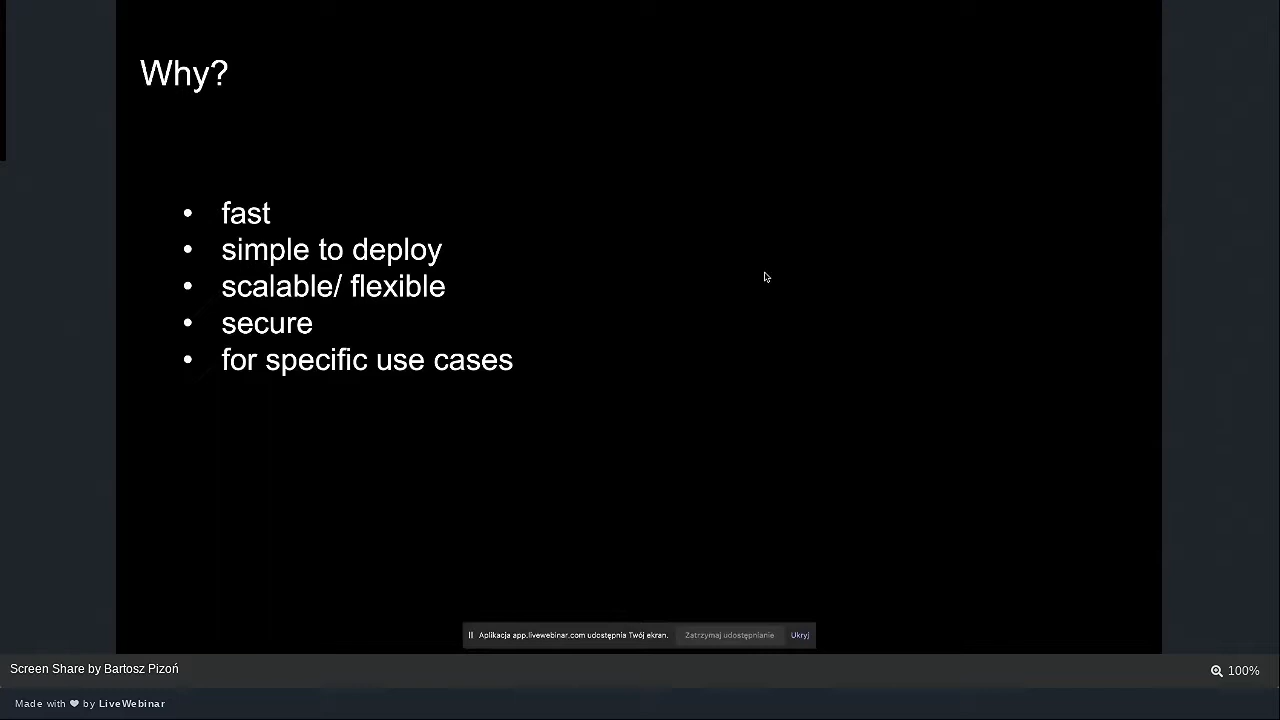 Why?
• fast
• simple to deploy
• scalable/ flexible
• secure
• for specific use cases
Aplikacja app.livewebinar.com udostępnia Twój ekran. Zatrzymaj udostępnianie Ukryj
Screen Share by Bartosz Pizoń 100%
Made with ❤ by LiveWebinar